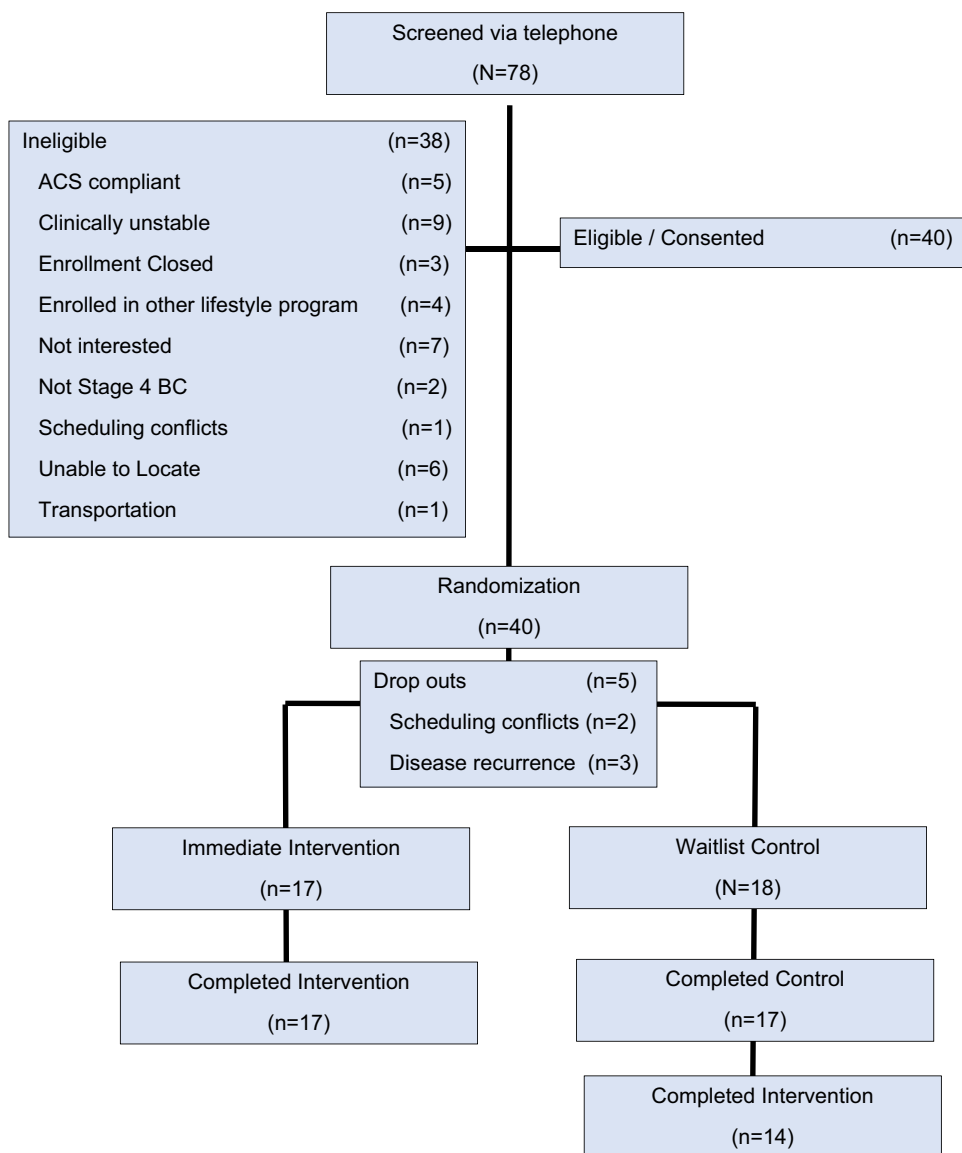 Screened via telephone
(N=78)
Ineligible (n=38)
ACS compliant (n=5)
Clinically unstable (n=9)
Enrollment Closed (n=3)
Enrolled in other lifestyle program (n=4)
Not interested (n=7)
Not Stage 4 BC (n=2)
Scheduling conflicts (n=1)
Unable to Locate (n=6)
Transportation (n=1)
Eligible / Consented (n=40)
Randomization
(n=40)
Drop outs (n=5)
Scheduling conflicts (n=2)
Disease recurrence (n=3)
Immediate Intervention
(n=17)
Waitlist Control
(N=18)
Completed Intervention
(n=17)
Completed Control
(n=17)
Completed Intervention
(n=14)